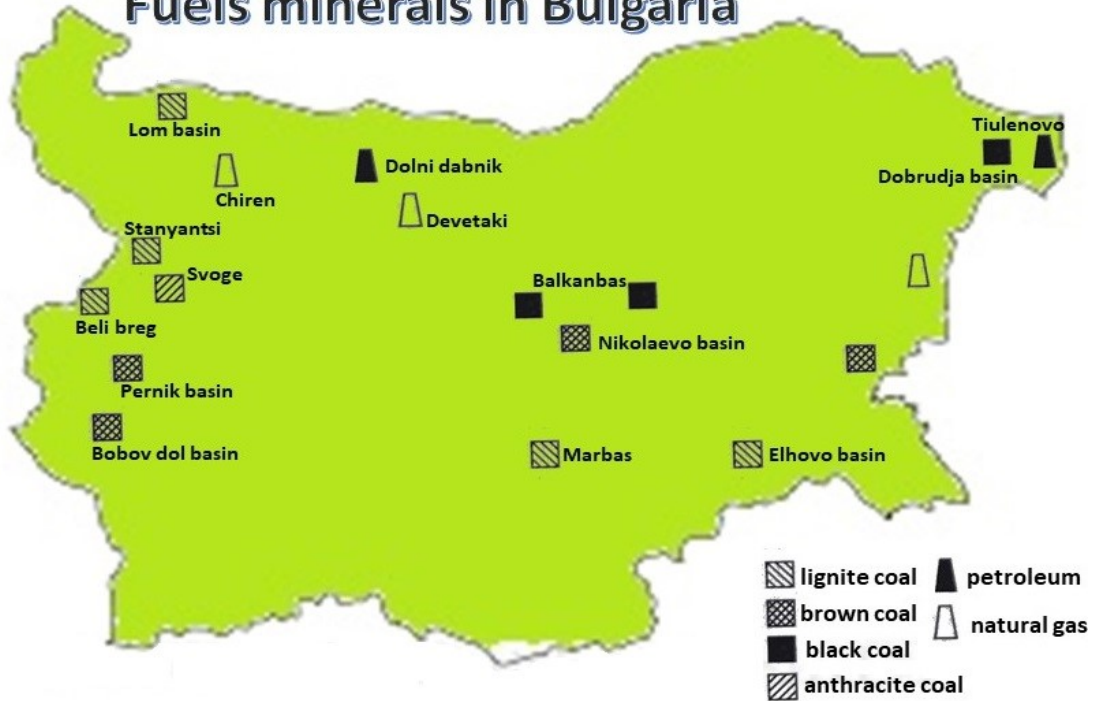 Fuels minerals in Bulgaria
Lom basin
Chiren
Dolni dabnik
Devetaki
Tiulenovo
Dobrudja basin
Stanyantsi
Svoge
Beli breg
Balkanbas
Nikolaevo basin
Pernik basin
Bobov dol basin
Marbas
Elhovo basin
lignite coal
brown coal
black coal
anthracite coal
petroleum
natural gas